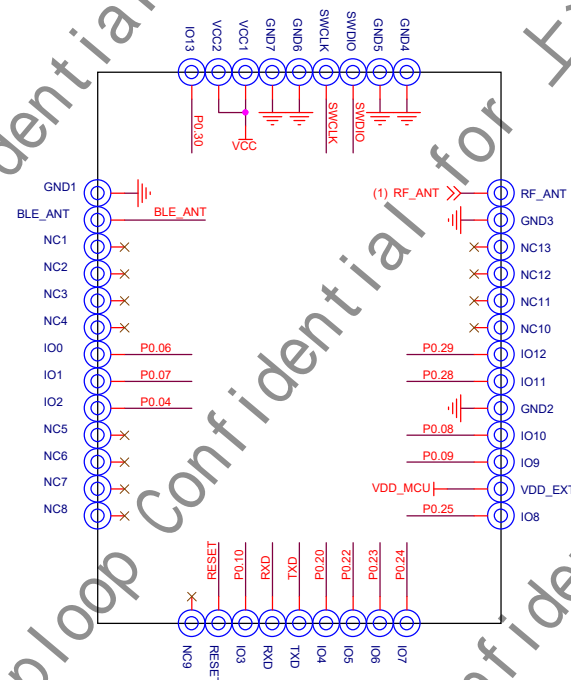 IO13
VCC2
VCC1
GND7
GND6
SWCLK
SWDIO
GND5
GND4
P0.30
VCC
SWCLK
SWDIO
GND1
BLE_ANT BLE_ANT
NC1
NC2
NC3
NC4
IO0 P0.06
IO1 P0.07
IO2 P0.04
NC5
NC6
NC7
NC8
(1) RF_ANT RF_ANT
GND3
NC13
NC12
NC11
NC10
P0.29 IO12
P0.28 IO11
GND2
P0.08 IO10
P0.09 IO9
VDD_MCU VDD_EXT
P0.25 IO8
RESET
P0.10
RXD
TXD
P0.20
P0.22
P0.23
P0.24
NC9
RESET
IO3
RXD
TXD
IO4
IO5
IO6
IO7
ploop Confidential for 上